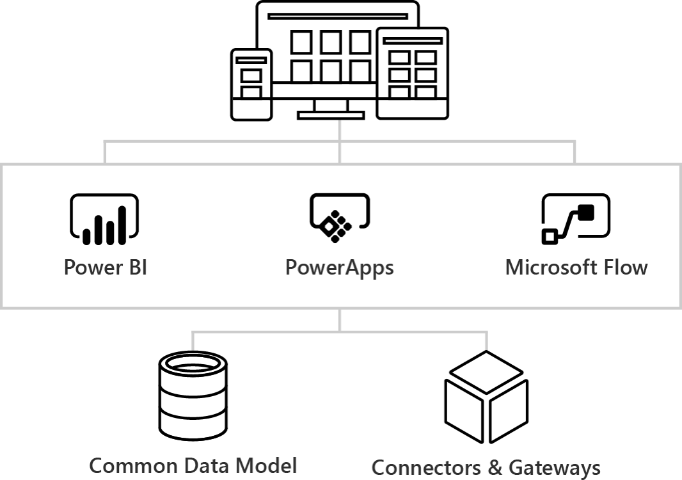 Power BI
PowerApps
Microsoft Flow
Common Data Model
Connectors & Gateways